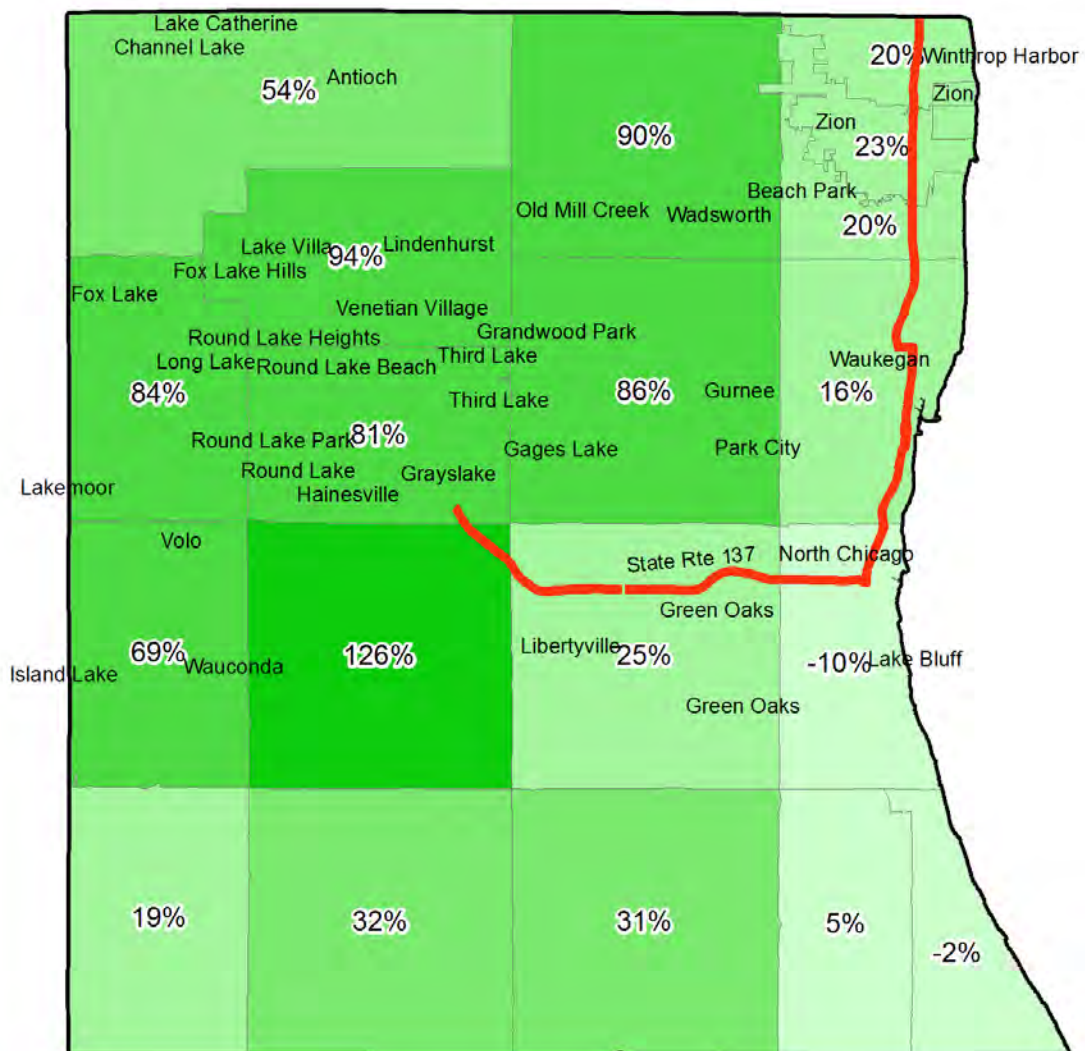 Lake Catherine
Channel Lake
Antioch
54%
20%
Winthrop Harbor
Zion
Zion
90%
23%
Beach Park
Old Mill Creek
Wadsworth
20%
Lake Villa
94%
Lindenhurst
Fox Lake Hills
Fox Lake
Venetian Village
Round Lake Heights
Grandwood Park
Long Lake
Round Lake Beach
Third Lake
Waukegan
84%
Third Lake
86%
Gurnee
16%
Round Lake Park
81%
Gages Lake
Park City
Round Lake
Grayslake
Lakemoor
Hainesville
Volo
State Rte 137
North Chicago
Green Oaks
69%
Wauconda
126%
Libertyville
25%
-10%
Lake Bluff
Island Lake
Green Oaks
19%
32%
31%
5%
-2%